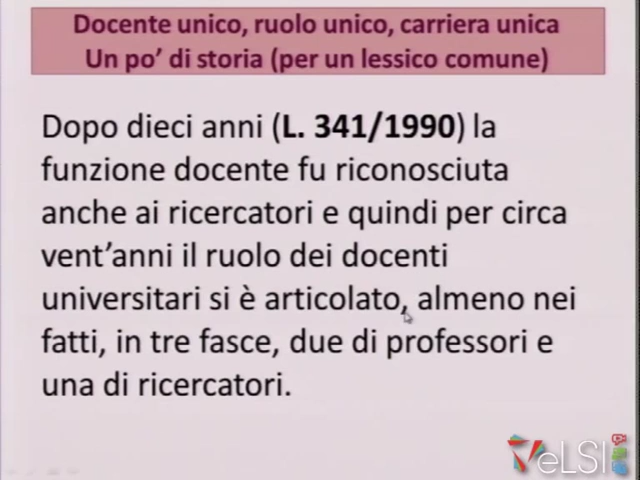 Docente unico, ruolo unico, carriera unica
Un po' di storia (per un lessico comune)
Dopo dieci anni (L. 341/1990) la
funzione docente fu riconosciuta
anche ai ricercatori e quindi per circa
vent'anni il ruolo dei docenti
universitari si è articolato, almeno nei
fatti, in tre fasce, due di professori e
una di ricercatori.
VeLSI